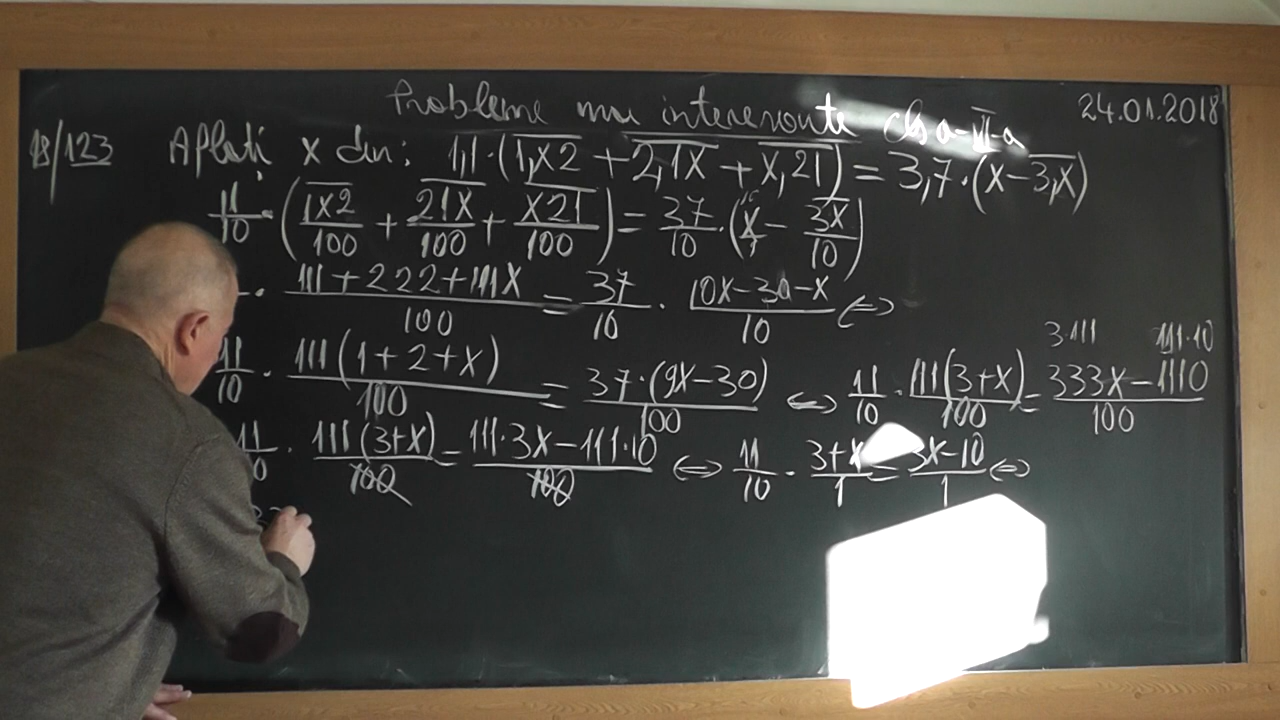 Probleme mai interesante cls a-VI-a 24.01.2018
18/123 Aflați x din: 1,1·(1,x2 + 2,1x + x,21) = 3,7·(x−3,x)
11/10·(1x2/100 + 21x/100 + x21/100) = 37/10·(x/1 − 3x/10)
· (111+222+111x)/100 = 37/10 · (10x−30−x)/10 ⇔
11/10 · 111(1+2+x)/100 = 37·(9x−30)/100 ⇔ 11/10 · 111(3+x)/100 = (333x−1110)/100
3·111 111·10
11/10 · 111(3+x)/100 = (111·3x−111·10)/100 ⇔ 11/10 · (3+x)/1 = (3x−10)/1 ⇔